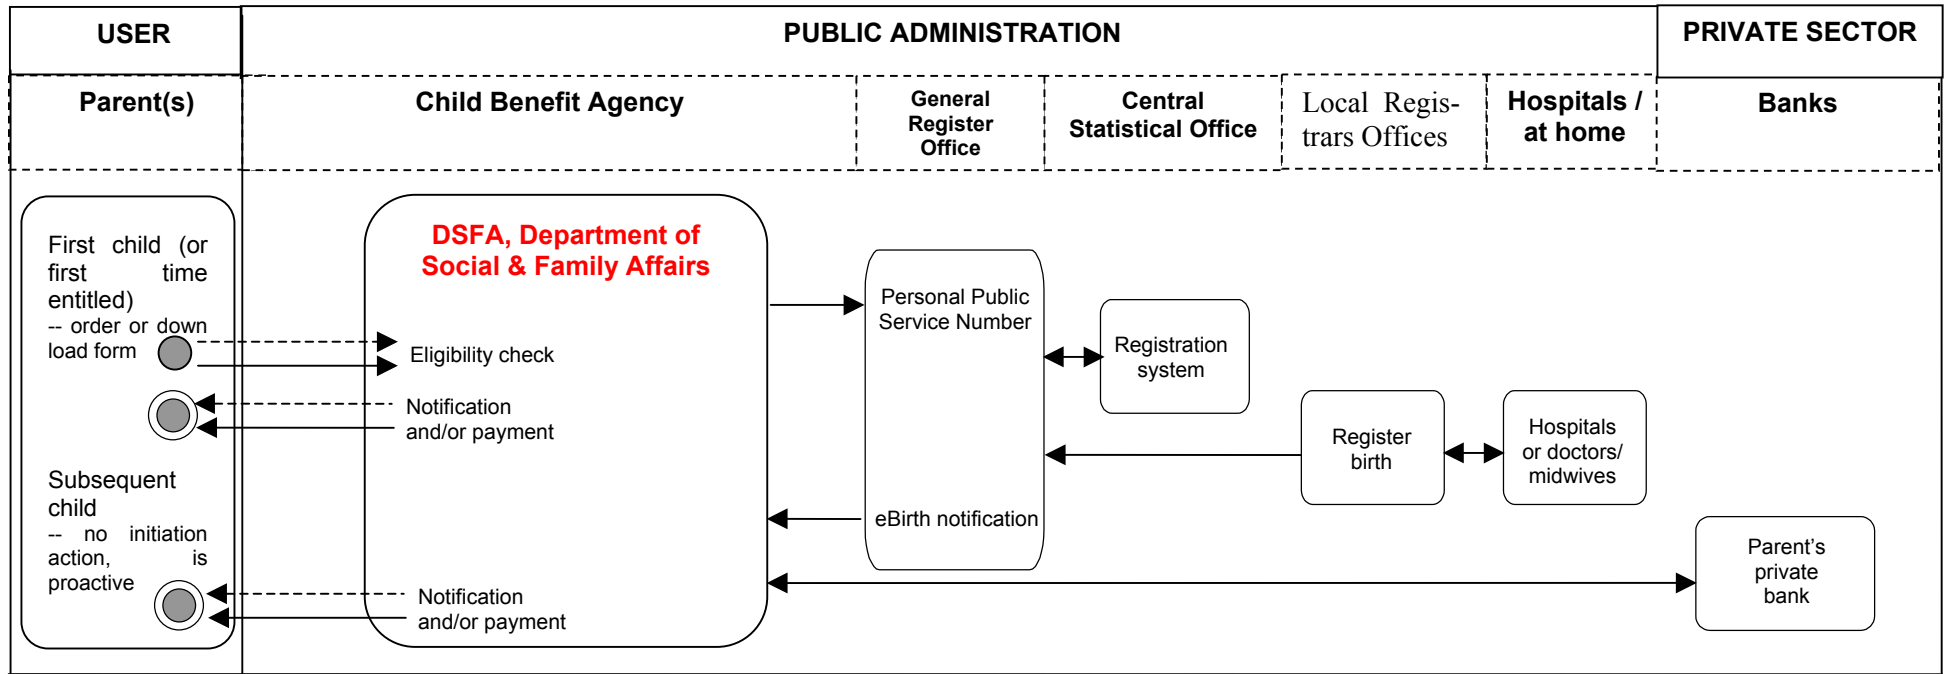 USER
PUBLIC ADMINISTRATION
PRIVATE SECTOR
Parent(s)
Child Benefit Agency
General
Register
Office
Central
Statistical Office
Local Regis-
trars Offices
Hospitals /
at home
Banks
First child (or
first time
entitled)
-- order or down
load form
DSFA, Department of
Social & Family Affairs
Eligibility check
Notification
and/or payment
Personal Public
Service Number
Registration
system
Register
birth
Hospitals
or doctors/
midwives
Subsequent
child
-- no initiation
action, is
proactive
eBirth notification
Notification
and/or payment
Parent's
private
bank